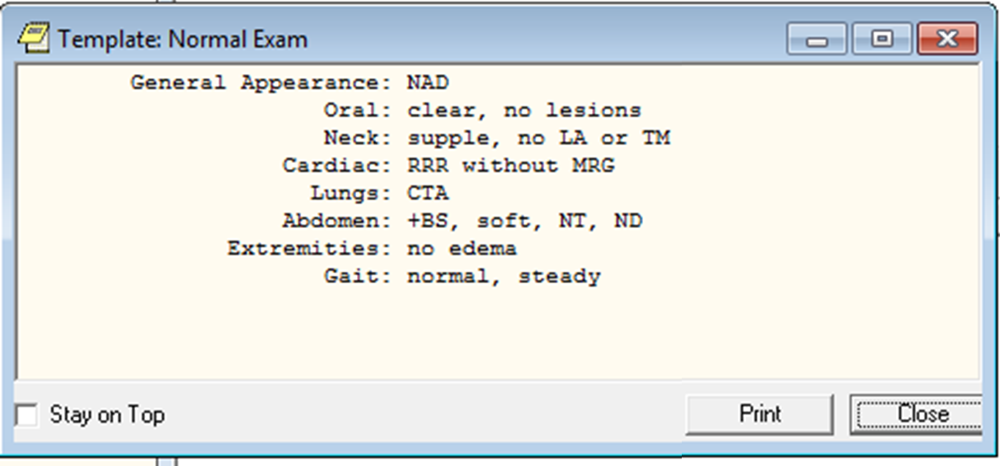 Template: Normal Exam
General Appearance: NAD
Oral: clear, no lesions
Neck: supple, no LA or TM
Cardiac: RRR without MRG
Lungs: CTA
Abdomen: +BS, soft, NT, ND
Extremities: no edema
Gait: normal, steady
Stay on Top Print Close